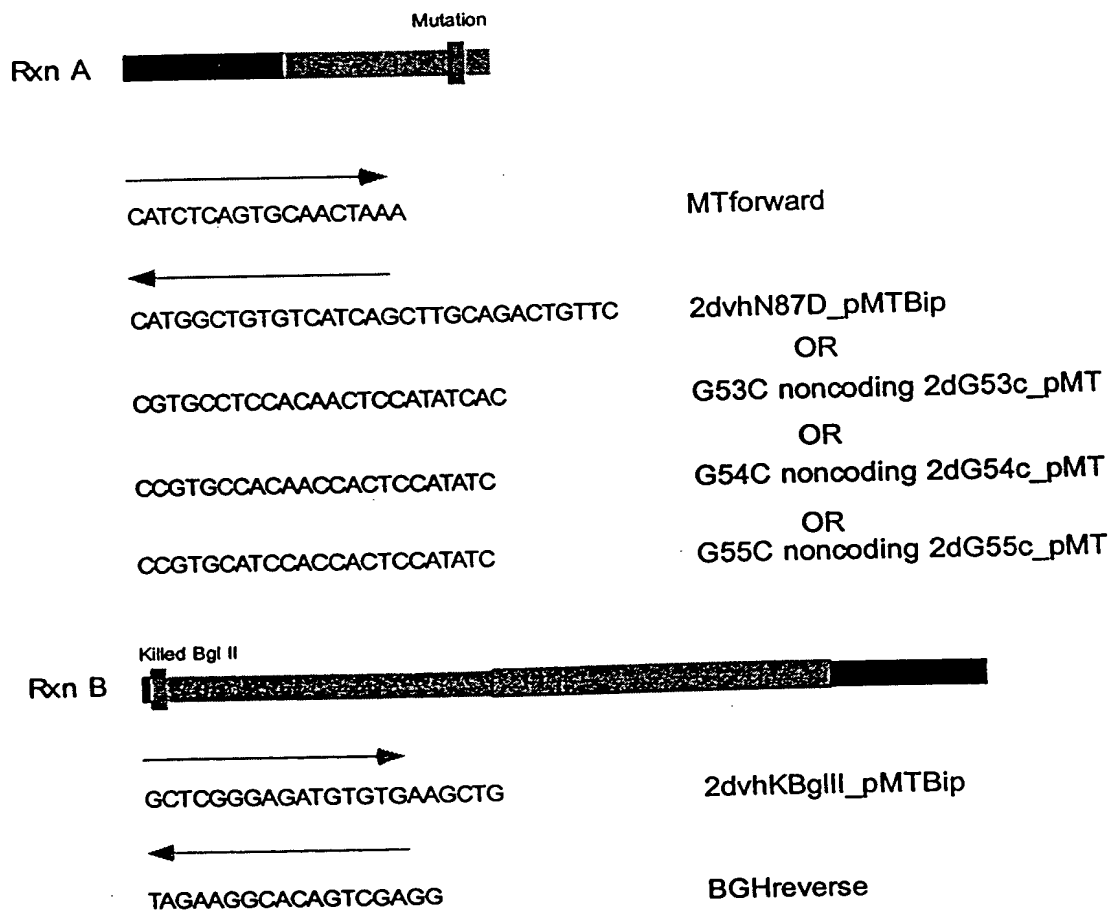 Mutation
Rxn A
CATCTCAGTGCAACTAAA MTforward
CATGGCTGTGTCATCAGCTTGCAGACTGTTC 2dvhN87D_pMTBip
OR
CGTGCCTCCACAACTCCATATCAC G53C noncoding 2dG53c_pMT
OR
CCGTGCCACAACCACTCCATATC G54C noncoding 2dG54c_pMT
OR
CCGTGCATCCACCACTCCATATC G55C noncoding 2dG55c_pMT
Killed Bgl II
Rxn B
GCTCGGGAGATGTGTGAAGCTG 2dvhKBglII_pMTBip
TAGAAGGCACAGTCGAGG BGHreverse